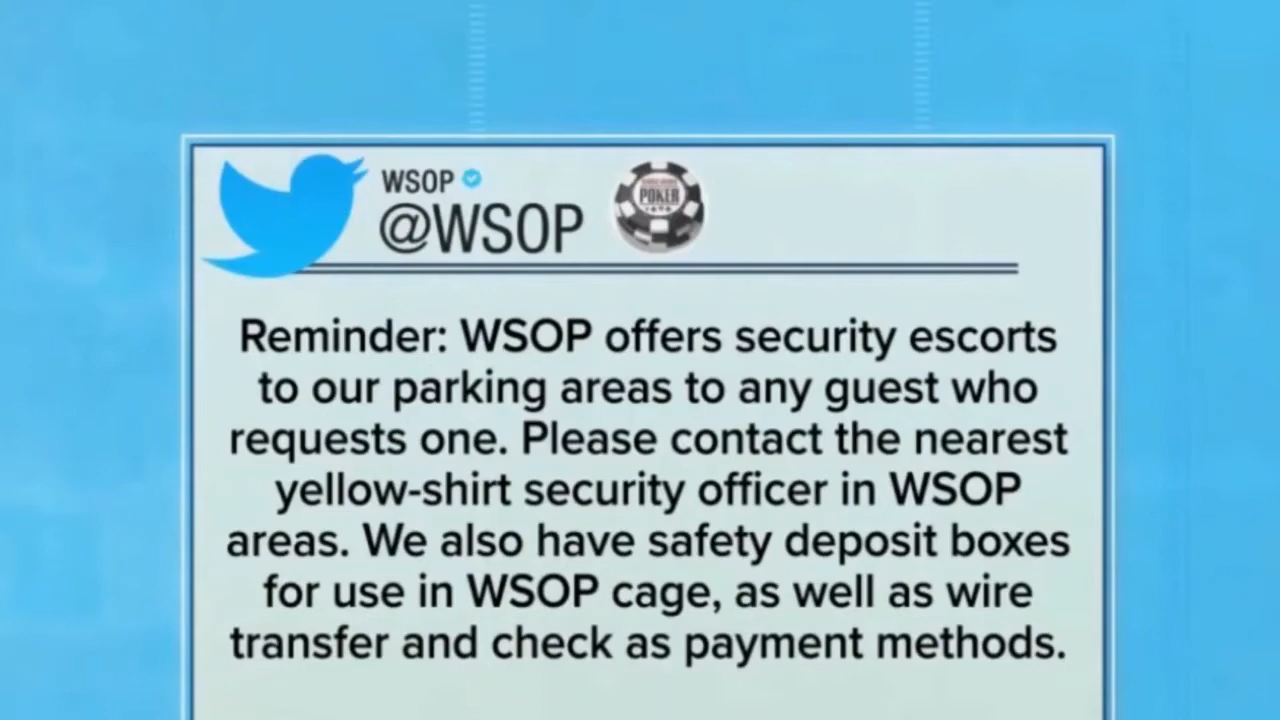 WSOP
@WSOP
POKER
Reminder: WSOP offers security escorts
to our parking areas to any guest who
requests one. Please contact the nearest
yellow-shirt security officer in WSOP
areas. We also have safety deposit boxes
for use in WSOP cage, as well as wire
transfer and check as payment methods.